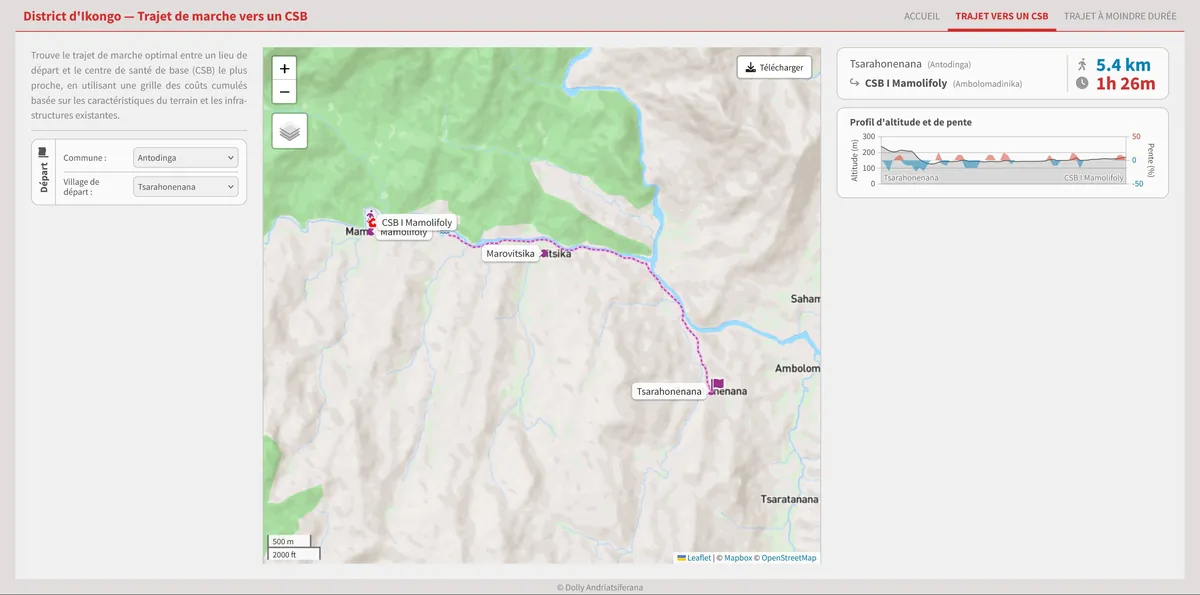 District d'Ikongo — Trajet de marche vers un CSB
ACCUEIL
TRAJET VERS UN CSB
TRAJET À MOINDRE DURÉE
Trouve le trajet de marche optimal entre un lieu de
départ et le centre de santé de base (CSB) le plus
proche, en utilisant une grille des coûts cumulés
basée sur les caractéristiques du terrain et les infra-
structures existantes.
Départ
Commune :
Antodinga
Village de
départ :
Tsarahonenana
+
−
Télécharger
CSB I Mamolifoly
Mam
Mamolifoly
Marovitsika
itsika
Saham
Ambolom
Tsarahonenana
nenana
Tsaratanana
500 m
2000 ft
Leaflet | © Mapbox © OpenStreetMap
Tsarahonenana (Antodinga)
CSB I Mamolifoly (Ambolomadinika)
5.4 km
1h 26m
Profil d'altitude et de pente
Altitude (m)
300
200
100
0
Tsarahonenana
CSB I Mamolifoly
50
0
-50
Pente (%)
© Dolly Andriatsiferana